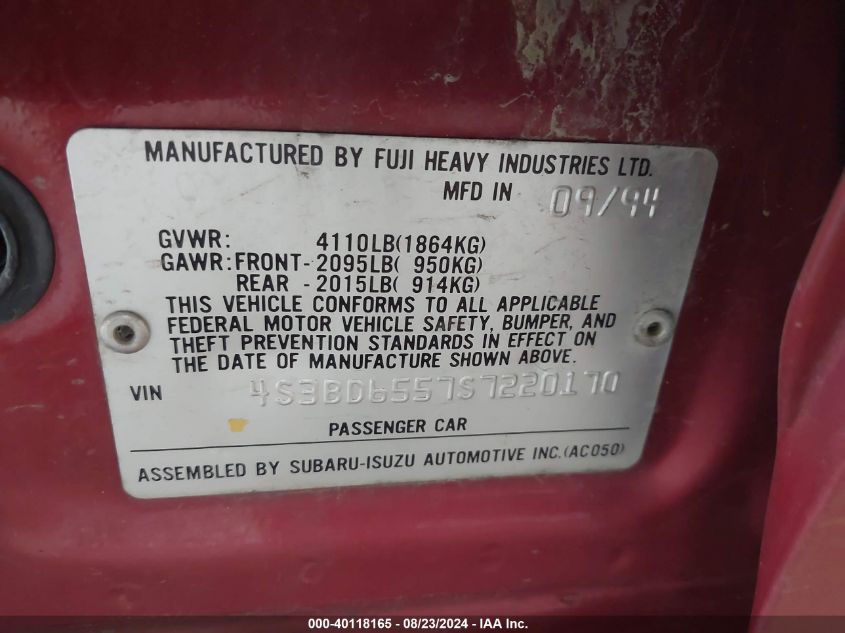 MANUFACTURED BY FUJI HEAVY INDUSTRIES LTD.
MFD IN 09/94
GVWR: 4110LB(1864KG)
GAWR:FRONT-2095LB( 950KG)
REAR -2015LB( 914KG)
THIS VEHICLE CONFORMS TO ALL APPLICABLE
FEDERAL MOTOR VEHICLE SAFETY, BUMPER, AND
THEFT PREVENTION STANDARDS IN EFFECT ON
THE DATE OF MANUFACTURE SHOWN ABOVE.
VIN 4S3BD6557S7220170
PASSENGER CAR
ASSEMBLED BY SUBARU-ISUZU AUTOMOTIVE INC.(AC050)
000-40118165 - 08/23/2024 - IAA Inc.